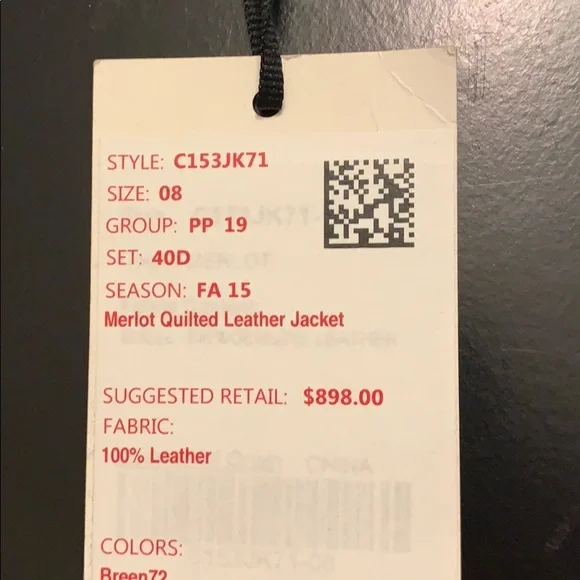 STYLE: C153JK71
SIZE: 08
GROUP: PP 19
SET: 40D
SEASON: FA 15
Merlot Quilted Leather Jacket
SUGGESTED RETAIL: $898.00
FABRIC:
100% Leather
COLORS:
Breen72